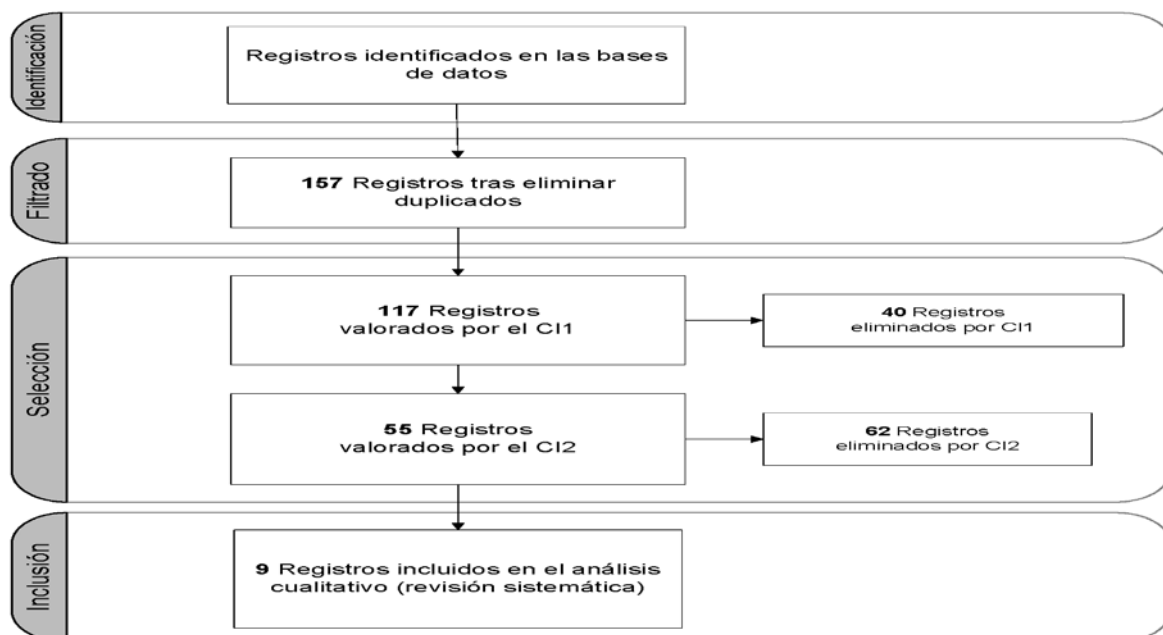 Identificación
Registros identificados en las bases
de datos
Filtrado
157 Registros tras eliminar
duplicados
Selección
117 Registros
valorados por el CI1
40 Registros
eliminados por CI1
55 Registros
valorados por el CI2
62 Registros
eliminados por CI2
Inclusión
9 Registros incluidos en el análisis
cualitativo (revisión sistemática)